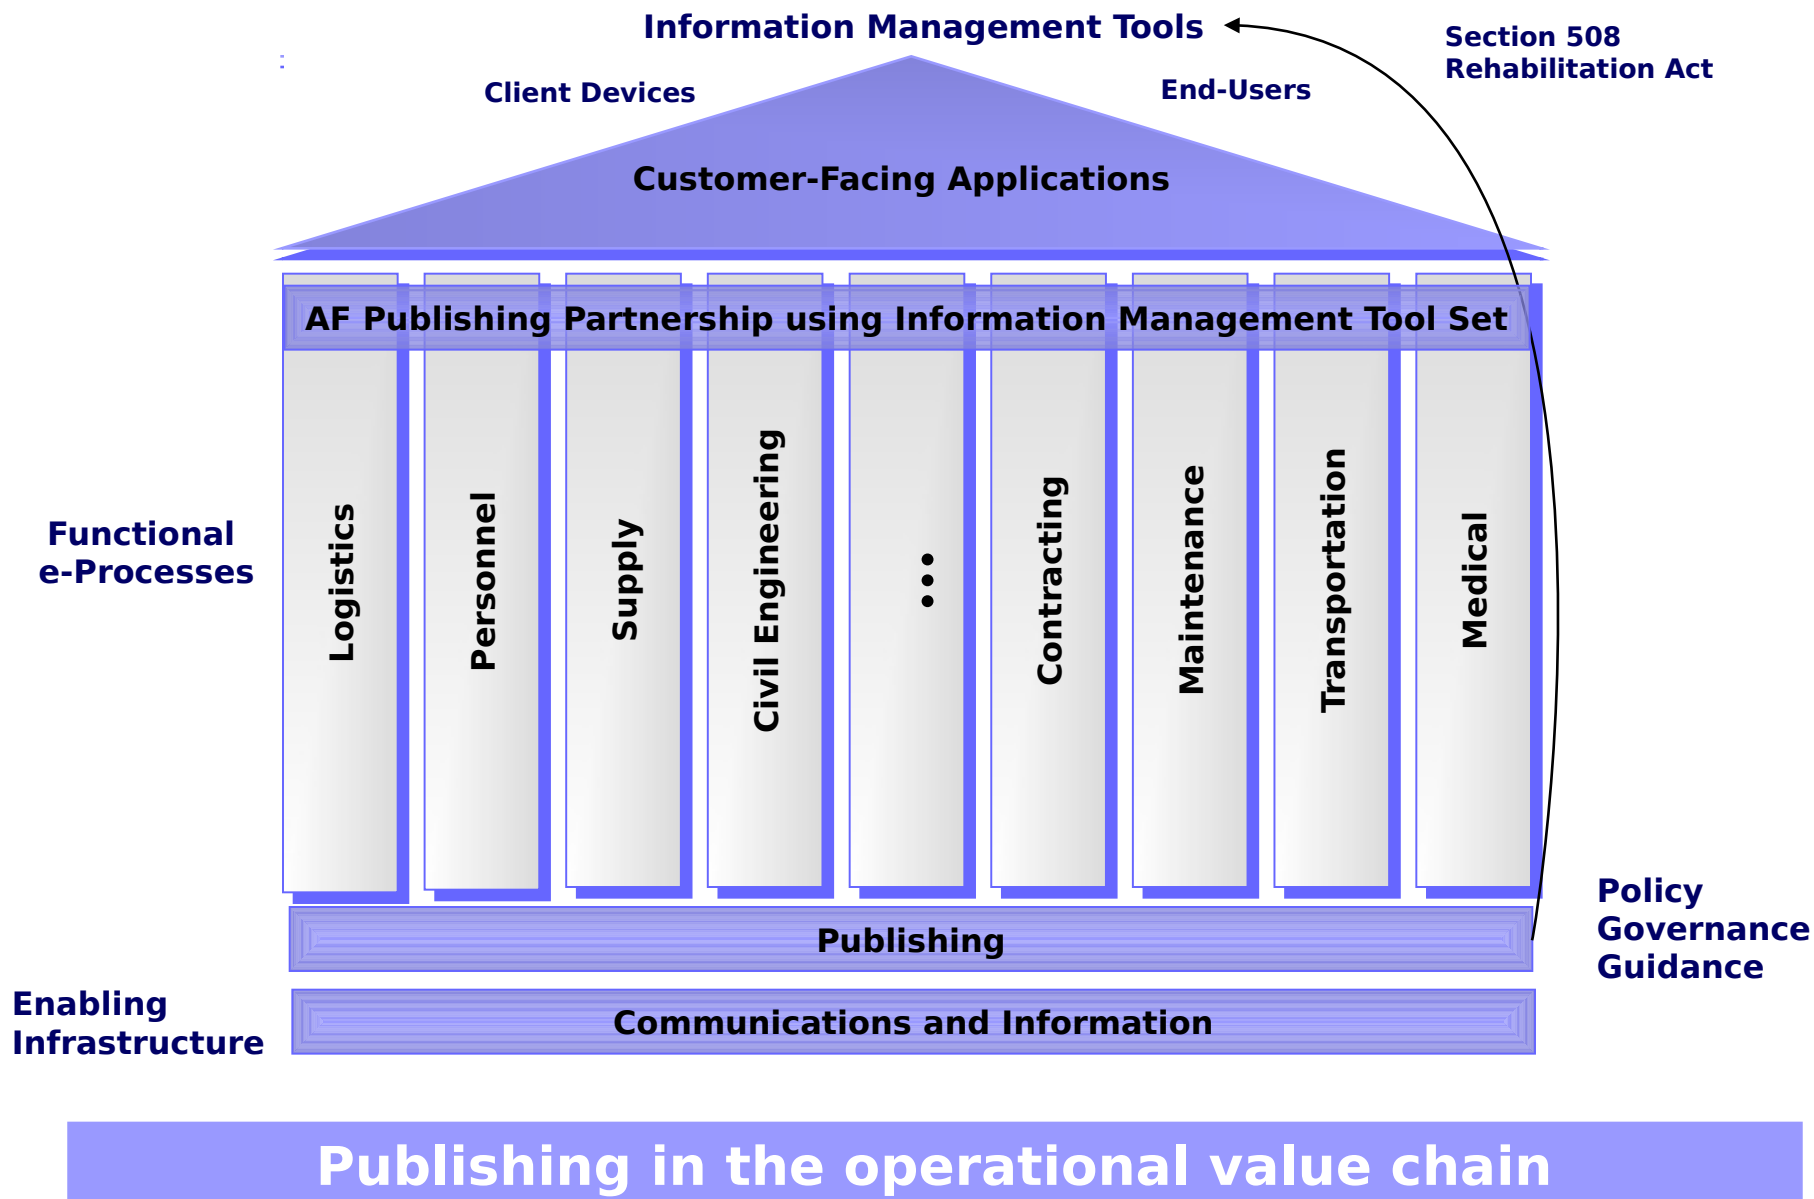 Information Management Tools
Section 508
Rehabilitation Act
Client Devices
End-Users
Customer-Facing Applications
AF Publishing Partnership using Information Management Tool Set
Functional
e-Processes
Logistics
Personnel
Supply
Civil Engineering
...
Contracting
Maintenance
Transportation
Medical
Policy
Governance
Guidance
Publishing
Enabling
Infrastructure
Communications and Information
Publishing in the operational value chain